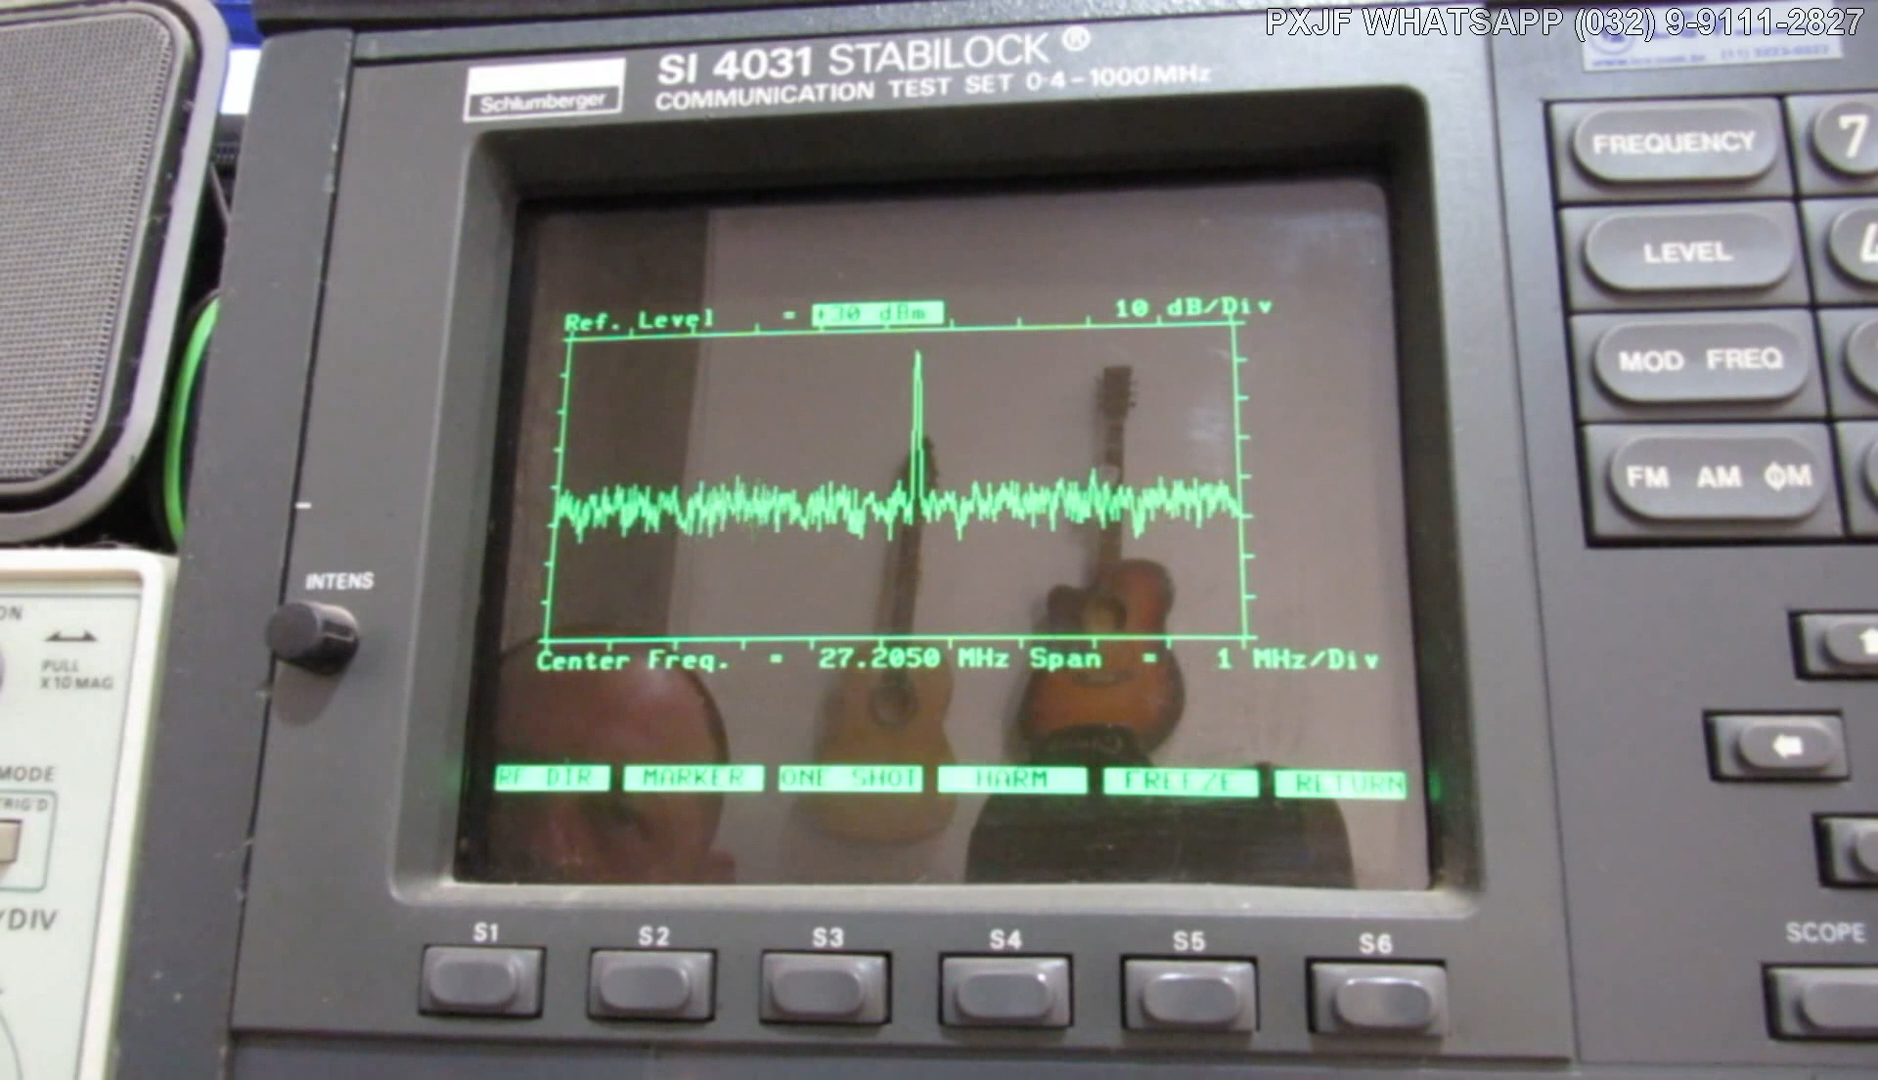 PXJF WHATSAPP (032) 9-9111-2827
SI 4031 STABILOCK ®
Schlumberger
COMMUNICATION TEST SET 0·4-1000MHz
FREQUENCY
7
LEVEL
MOD FREQ
FM AM ΦM
Ref. Level = +30 dBm 10 dB/Div
INTENS
Center Freq. = 27.2050 MHz Span = 1 MHz/Div
RF DIR MARKER ONE SHOT HARM FREEZE RETURN
PULL
X10 MAG
MODE
TRIG'D
/DIV
S1 S2 S3 S4 S5 S6
SCOPE